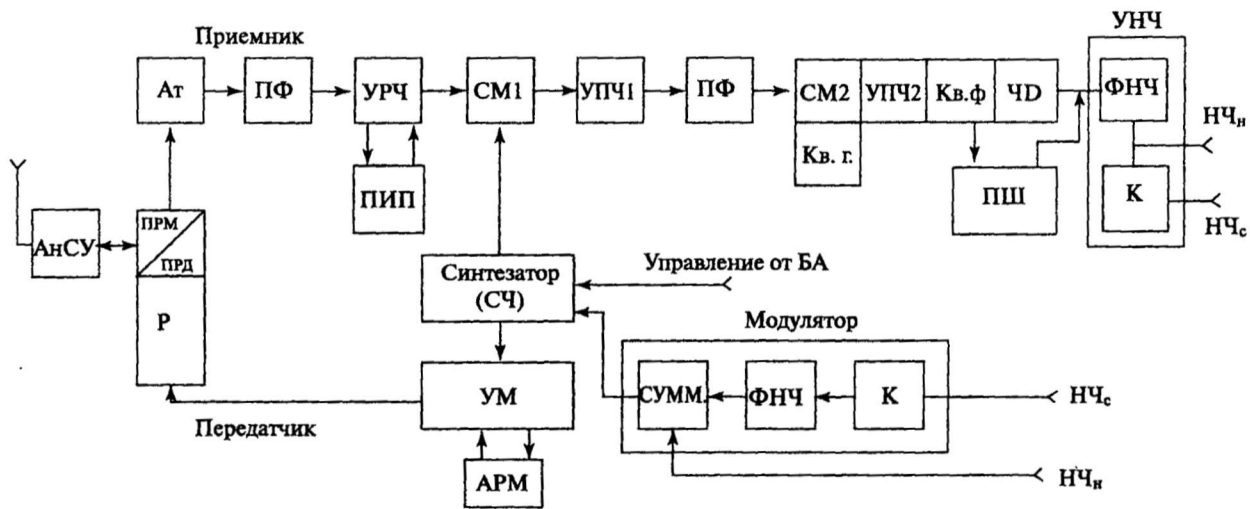 УНЧ
Приемник
Ат
ПФ
УРЧ
СМ1
УПЧ1
ПФ
СМ2
УПЧ2
Кв.ф
ЧD
ФНЧ
НЧн
Кв. г.
ПИП
ПШ
К
НЧс
АнСУ
ПРМ
ПРД
Р
Синтезатор
(СЧ)
Управление от БА
Модулятор
УМ
СУММ.
ФНЧ
К
НЧс
Передатчик
АРМ
НЧн